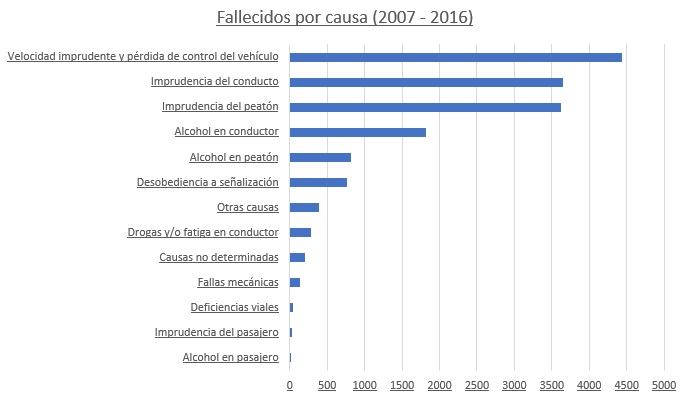 Fallecidos por causa (2007 - 2016)
Velocidad imprudente y pérdida de control del vehículo
Imprudencia del conducto
Imprudencia del peatón
Alcohol en conductor
Alcohol en peatón
Desobediencia a señalización
Otras causas
Drogas y/o fatiga en conductor
Causas no determinadas
Fallas mecánicas
Deficiencias viales
Imprudencia del pasajero
Alcohol en pasajero
0 500 1000 1500 2000 2500 3000 3500 4000 4500 5000